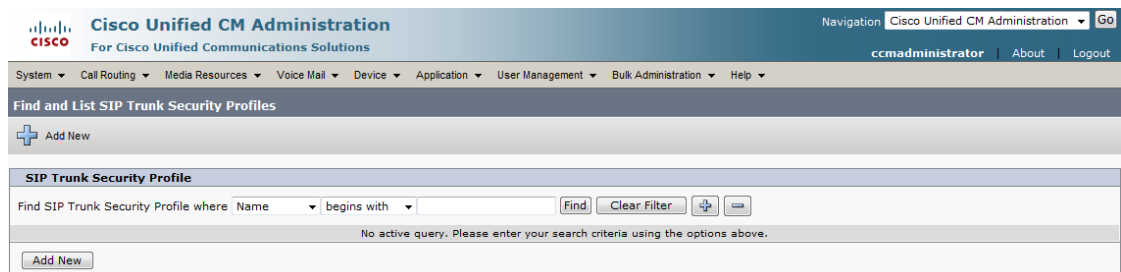 Cisco Unified CM Administration
Navigation Cisco Unified CM Administration Go
CISCO For Cisco Unified Communications Solutions
ccmadministrator About Logout
System Call Routing Media Resources Voice Mail Device Application User Management Bulk Administration Help
Find and List SIP Trunk Security Profiles
Add New
SIP Trunk Security Profile
Find SIP Trunk Security Profile where Name begins with Find Clear Filter
No active query. Please enter your search criteria using the options above.
Add New